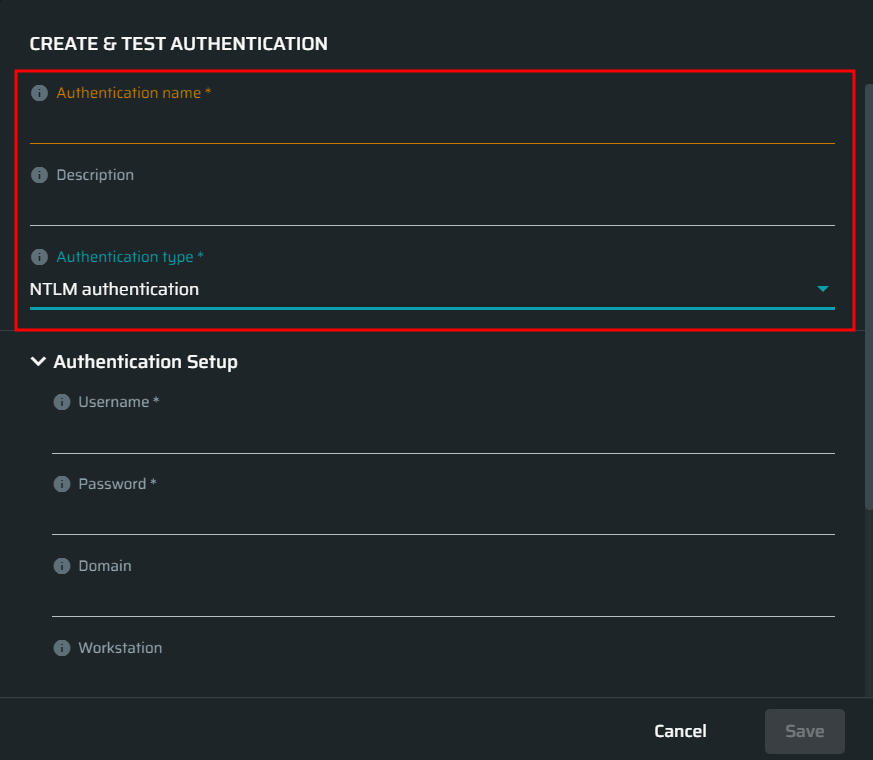 CREATE & TEST AUTHENTICATION
Authentication name *
Description
Authentication type *
NTLM authentication
Authentication Setup
Username *
Password *
Domain
Workstation
Cancel
Save